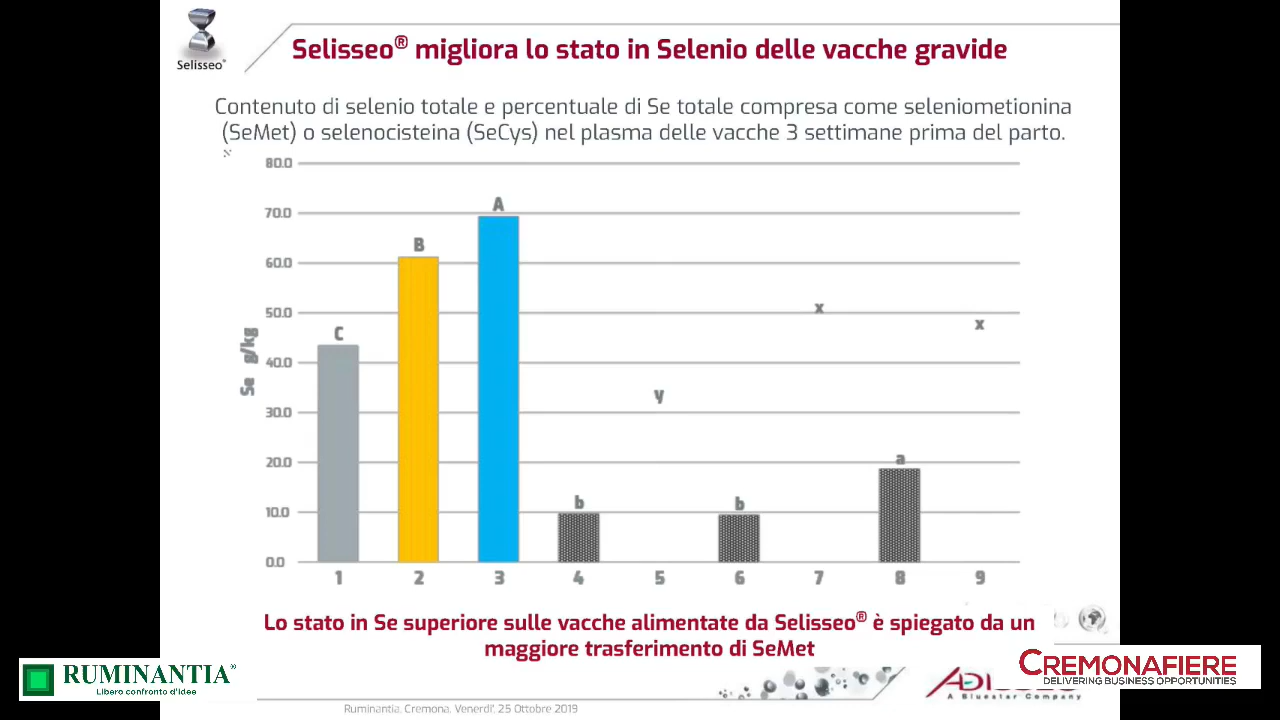 Selisseo®
Selisseo® migliora lo stato in Selenio delle vacche gravide
Contenuto di selenio totale e percentuale di Se totale compresa come seleniometionina
(SeMet) o selenocisteina (SeCys) nel plasma delle vacche 3 settimane prima del parto.
80.0
70.0
60.0
50.0
40.0
30.0
20.0
10.0
0.0
Se g/kg
C
B
A
b
y
b
x
a
x
1 2 3 4 5 6 7 8 9
Lo stato in Se superiore sulle vacche alimentate da Selisseo® è spiegato da un
maggiore trasferimento di SeMet
RUMINANTIA®
Libero confronto d'idee
A Bluestar Company
CREMONAFIERE
DELIVERING BUSINESS OPPORTUNITIES
Ruminantia. Cremona. Venerdi'. 25 Ottobre 2019